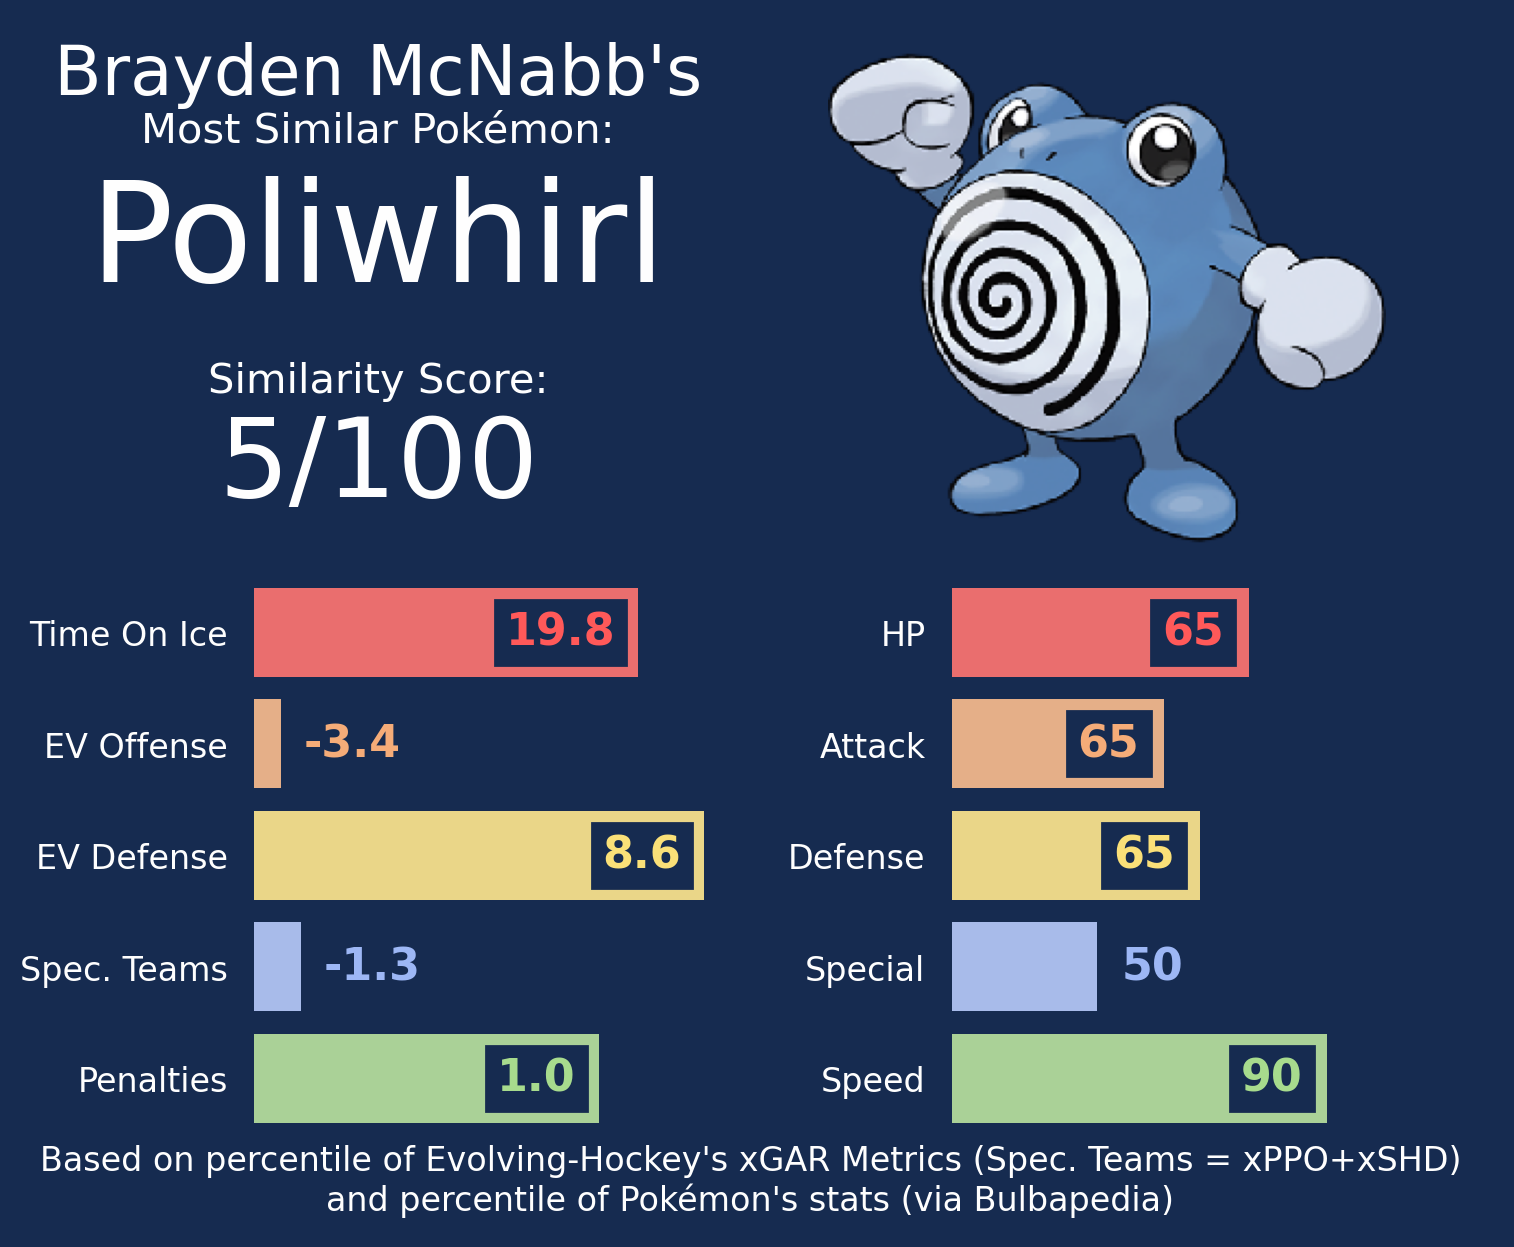 Brayden McNabb's
Most Similar Pokémon:
Poliwhirl
Similarity Score:
5/100
Time On Ice 19.8
EV Offense -3.4
EV Defense 8.6
Spec. Teams -1.3
Penalties 1.0
HP 65
Attack 65
Defense 65
Special 50
Speed 90
Based on percentile of Evolving-Hockey's xGAR Metrics (Spec. Teams = xPPO+xSHD)
and percentile of Pokémon's stats (via Bulbapedia)